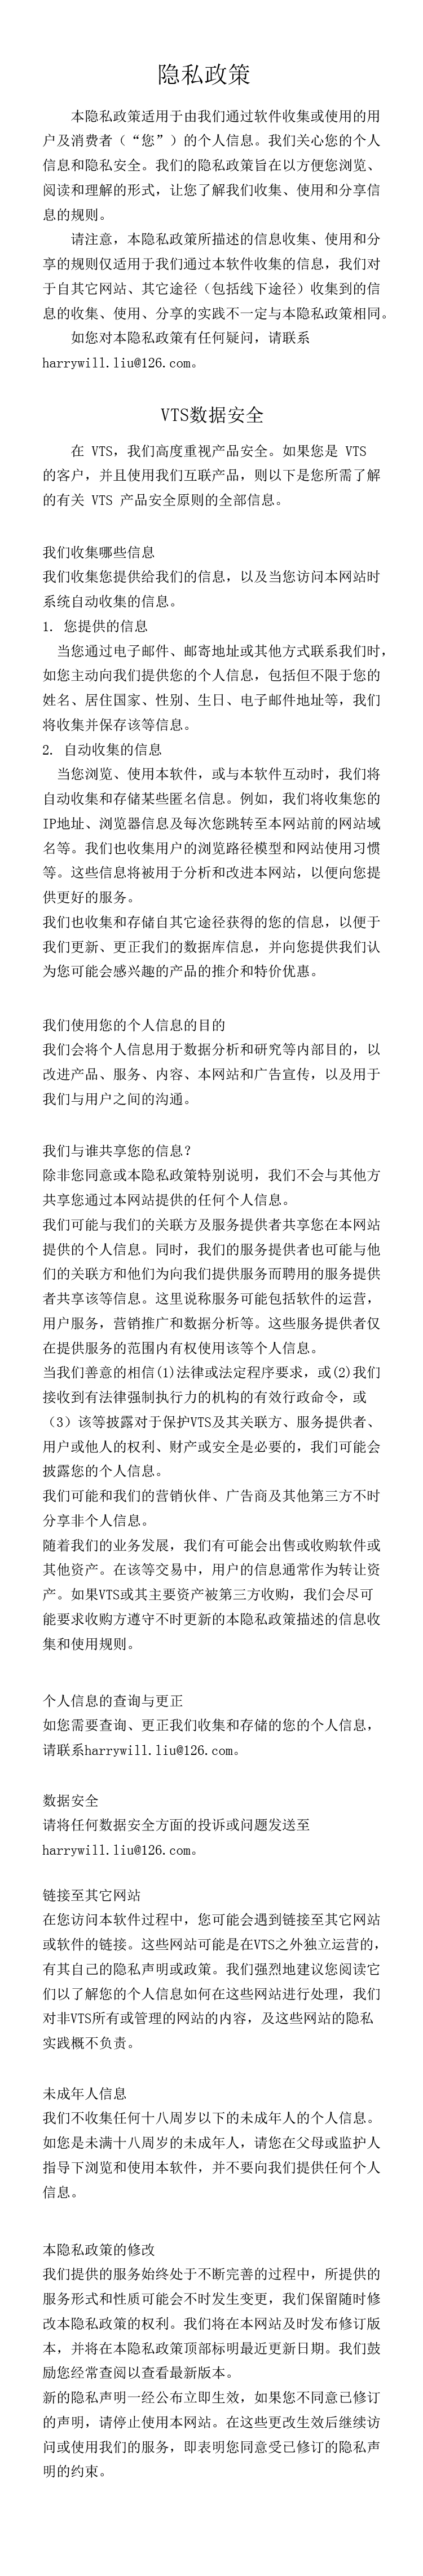 隐私政策
本隐私政策适用于由我们通过软件收集或使用的用
户及消费者（“您”）的个人信息。我们关心您的个人
信息和隐私安全。我们的隐私政策旨在以方便您浏览、
阅读和理解的形式，让您了解我们收集、使用和分享信
息的规则。
请注意，本隐私政策所描述的信息收集、使用和分
享的规则仅适用于我们通过本软件收集的信息，我们对
于自其它网站、其它途径（包括线下途径）收集到的信
息的收集、使用、分享的实践不一定与本隐私政策相同。
如您对本隐私政策有任何疑问，请联系
harrywill.liu@126.com。
VTS数据安全
在 VTS，我们高度重视产品安全。如果您是 VTS
的客户，并且使用我们互联产品，则以下是您所需了解
的有关 VTS 产品安全原则的全部信息。
我们收集哪些信息
我们收集您提供给我们的信息，以及当您访问本网站时
系统自动收集的信息。
1. 您提供的信息
当您通过电子邮件、邮寄地址或其他方式联系我们时，
如您主动向我们提供您的个人信息，包括但不限于您的
姓名、居住国家、性别、生日、电子邮件地址等，我们
将收集并保存该等信息。
2. 自动收集的信息
当您浏览、使用本软件，或与本软件互动时，我们将
自动收集和存储某些匿名信息。例如，我们将收集您的
IP地址、浏览器信息及每次您跳转至本网站前的网站域
名等。我们也收集用户的浏览路径模型和网站使用习惯
等。这些信息将被用于分析和改进本网站，以便向您提
供更好的服务。
我们也收集和存储自其它途径获得的您的信息，以便于
我们更新、更正我们的数据库信息，并向您提供我们认
为您可能会感兴趣的产品的推介和特价优惠。
我们使用您的个人信息的目的
我们会将个人信息用于数据分析和研究等内部目的，以
改进产品、服务、内容、本网站和广告宣传，以及用于
我们与用户之间的沟通。
我们与谁共享您的信息？
除非您同意或本隐私政策特别说明，我们不会与其他方
共享您通过本网站提供的任何个人信息。
我们可能与我们的关联方及服务提供者共享您在本网站
提供的个人信息。同时，我们的服务提供者也可能与他
们的关联方和他们为向我们提供服务而聘用的服务提供
者共享该等信息。这里说称服务可能包括软件的运营，
用户服务，营销推广和数据分析等。这些服务提供者仅
在提供服务的范围内有权使用该等个人信息。
当我们善意的相信(1)法律或法定程序要求，或(2)我们
接收到有法律强制执行力的机构的有效行政命令，或
（3）该等披露对于保护VTS及其关联方、服务提供者、
用户或他人的权利、财产或安全是必要的，我们可能会
披露您的个人信息。
我们可能和我们的营销伙伴、广告商及其他第三方不时
分享非个人信息。
随着我们的业务发展，我们有可能会出售或收购软件或
其他资产。在该等交易中，用户的信息通常作为转让资
产。如果VTS或其主要资产被第三方收购，我们会尽可
能要求收购方遵守不时更新的本隐私政策描述的信息收
集和使用规则。
个人信息的查询与更正
如您需要查询、更正我们收集和存储的您的个人信息，
请联系harrywill.liu@126.com。
数据安全
请将任何数据安全方面的投诉或问题发送至
harrywill.liu@126.com。
链接至其它网站
在您访问本软件过程中，您可能会遇到链接至其它网站
或软件的链接。这些网站可能是在VTS之外独立运营的，
有其自己的隐私声明或政策。我们强烈地建议您阅读它
们以了解您的个人信息如何在这些网站进行处理，我们
对非VTS所有或管理的网站的内容，及这些网站的隐私
实践概不负责。
未成年人信息
我们不收集任何十八周岁以下的未成年人的个人信息。
如您是未满十八周岁的未成年人，请您在父母或监护人
指导下浏览和使用本软件，并不要向我们提供任何个人
信息。
本隐私政策的修改
我们提供的服务始终处于不断完善的过程中，所提供的
服务形式和性质可能会不时发生变更，我们保留随时修
改本隐私政策的权利。我们将在本网站及时发布修订版
本，并将在本隐私政策顶部标明最近更新日期。我们鼓
励您经常查阅以查看最新版本。
新的隐私声明一经公布立即生效，如果您不同意已修订
的声明，请停止使用本网站。在这些更改生效后继续访
问或使用我们的服务，即表明您同意受已修订的隐私声
明的约束。